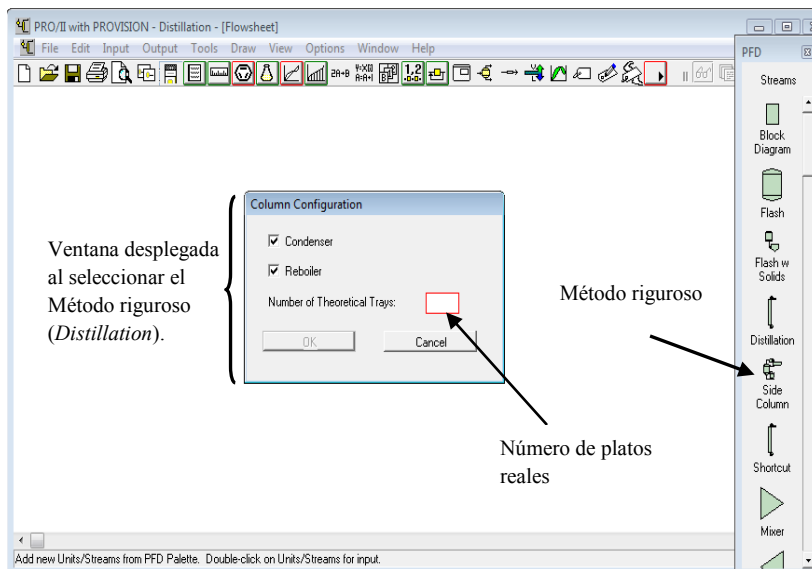 PRO/II with PROVISION - Distillation - [Flowsheet]
File Edit Input Output Tools Draw View Options Window Help
2A+B
1.2
PFD
Streams
Block
Diagram
Flash
Flash w
Solids
Distillation
Side
Column
Shortcut
Mixer
Column Configuration
Condenser
Reboiler
Number of Theoretical Trays:
OK
Cancel
Ventana desplegada
al seleccionar el
Método riguroso
(Distillation).
Método riguroso
Número de platos
reales
Add new Units/Streams from PFD Palette. Double-click on Units/Streams for input.